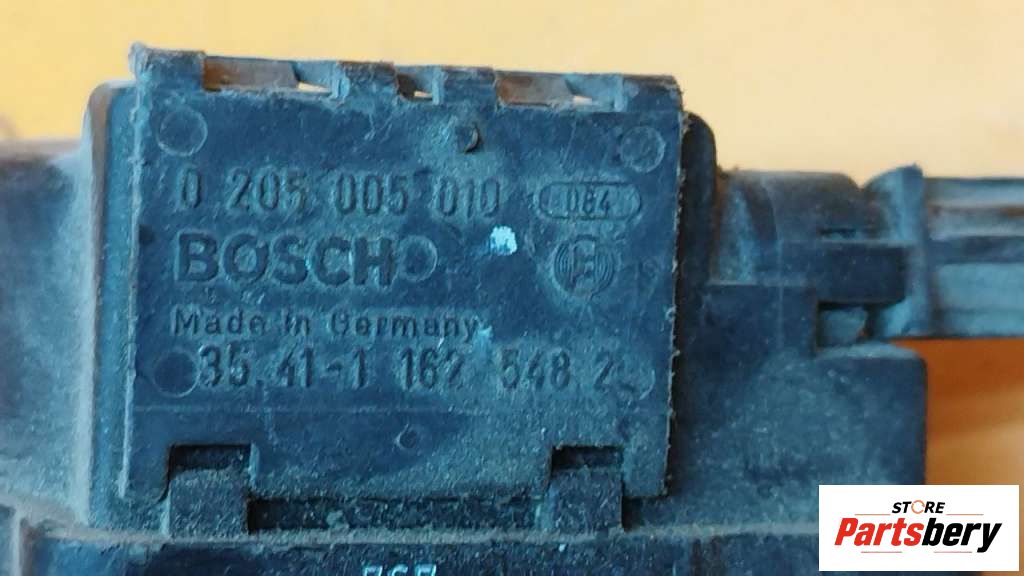 0 205 005 010 084
BOSCH
Made in Germany
35.41-1 162 548 2
STORE
Partsbery